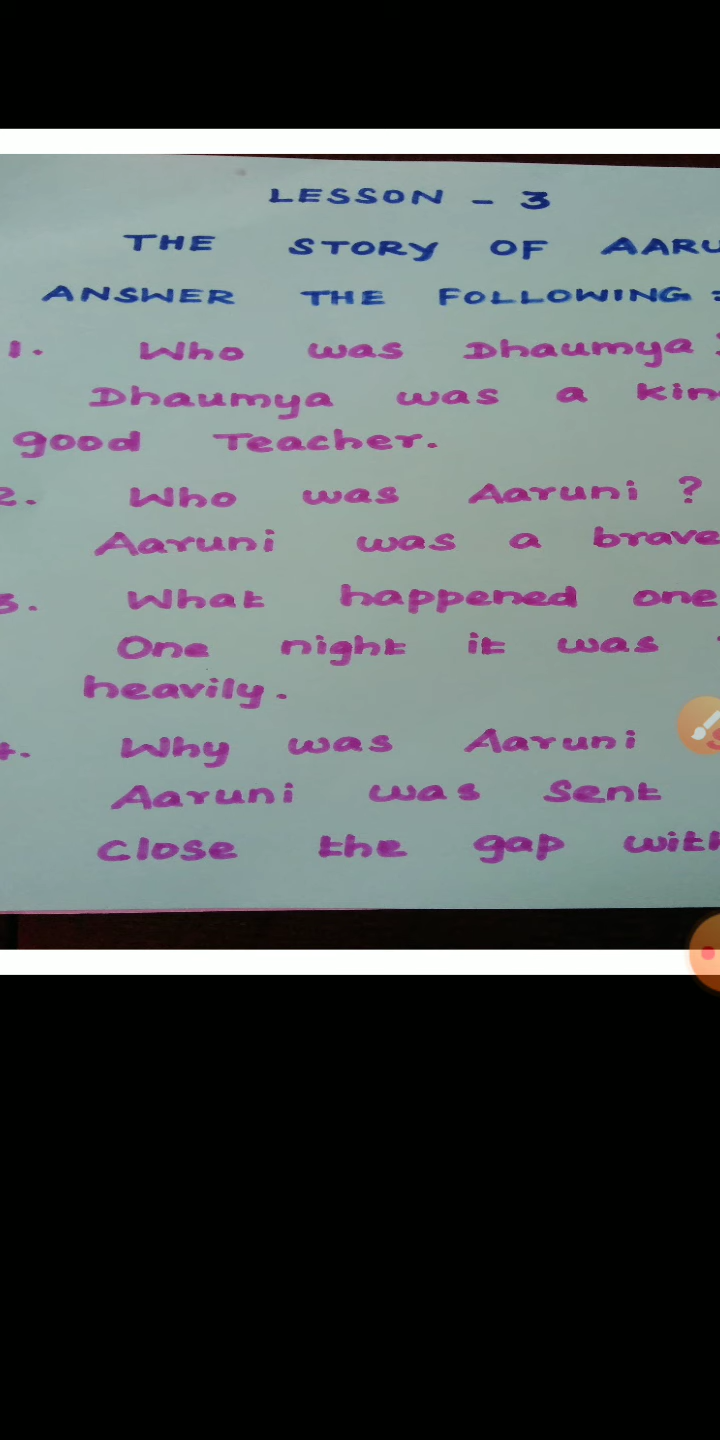 LESSON - 3
THE STORY OF
ANSWER THE FOLLOWING :
1. Who was Dhaumya
Dhaumya was a
good Teacher.
2. Who was Aaruni ?
Aaruni was a brave
3. What happened one
One night it was
heavily.
Why was Aaruni
Aaruni was sent
close the gap